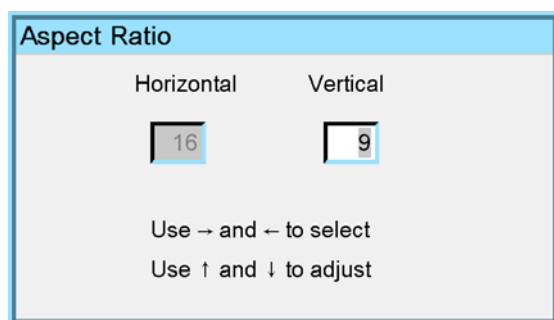 Aspect Ratio
Horizontal Vertical
16 9
Use → and ← to select
Use ↑ and ↓ to adjust